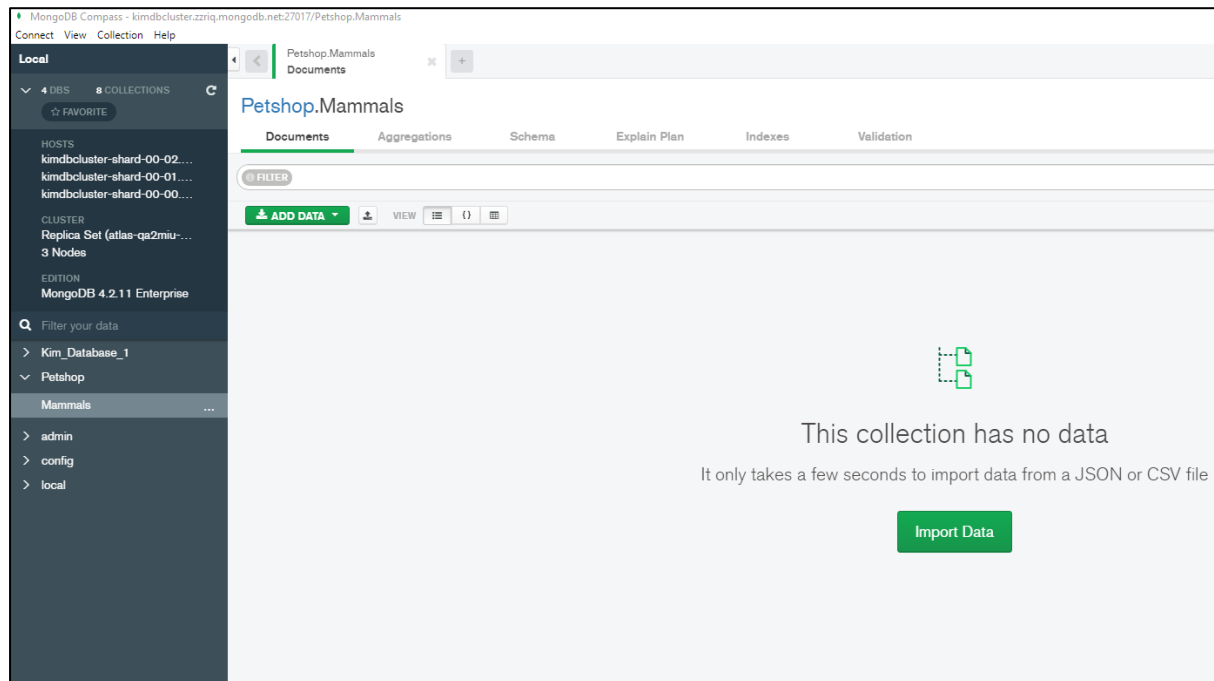 MongoDB Compass - kimdbcluster.zzriq.mongodb.net:27017/Petshop.Mammals
Connect View Collection Help
Local
4 DBS 8 COLLECTIONS
FAVORITE
HOSTS
kimdbcluster-shard-00-02....
kimdbcluster-shard-00-01....
kimdbcluster-shard-00-00....
CLUSTER
Replica Set (atlas-qa2miu-...
3 Nodes
EDITION
MongoDB 4.2.11 Enterprise
Filter your data
Kim_Database_1
Petshop
Mammals ...
admin
config
local
Petshop.Mammals
Documents
Petshop.Mammals
Documents Aggregations Schema Explain Plan Indexes Validation
FILTER
ADD DATA VIEW {}
This collection has no data
It only takes a few seconds to import data from a JSON or CSV file
Import Data